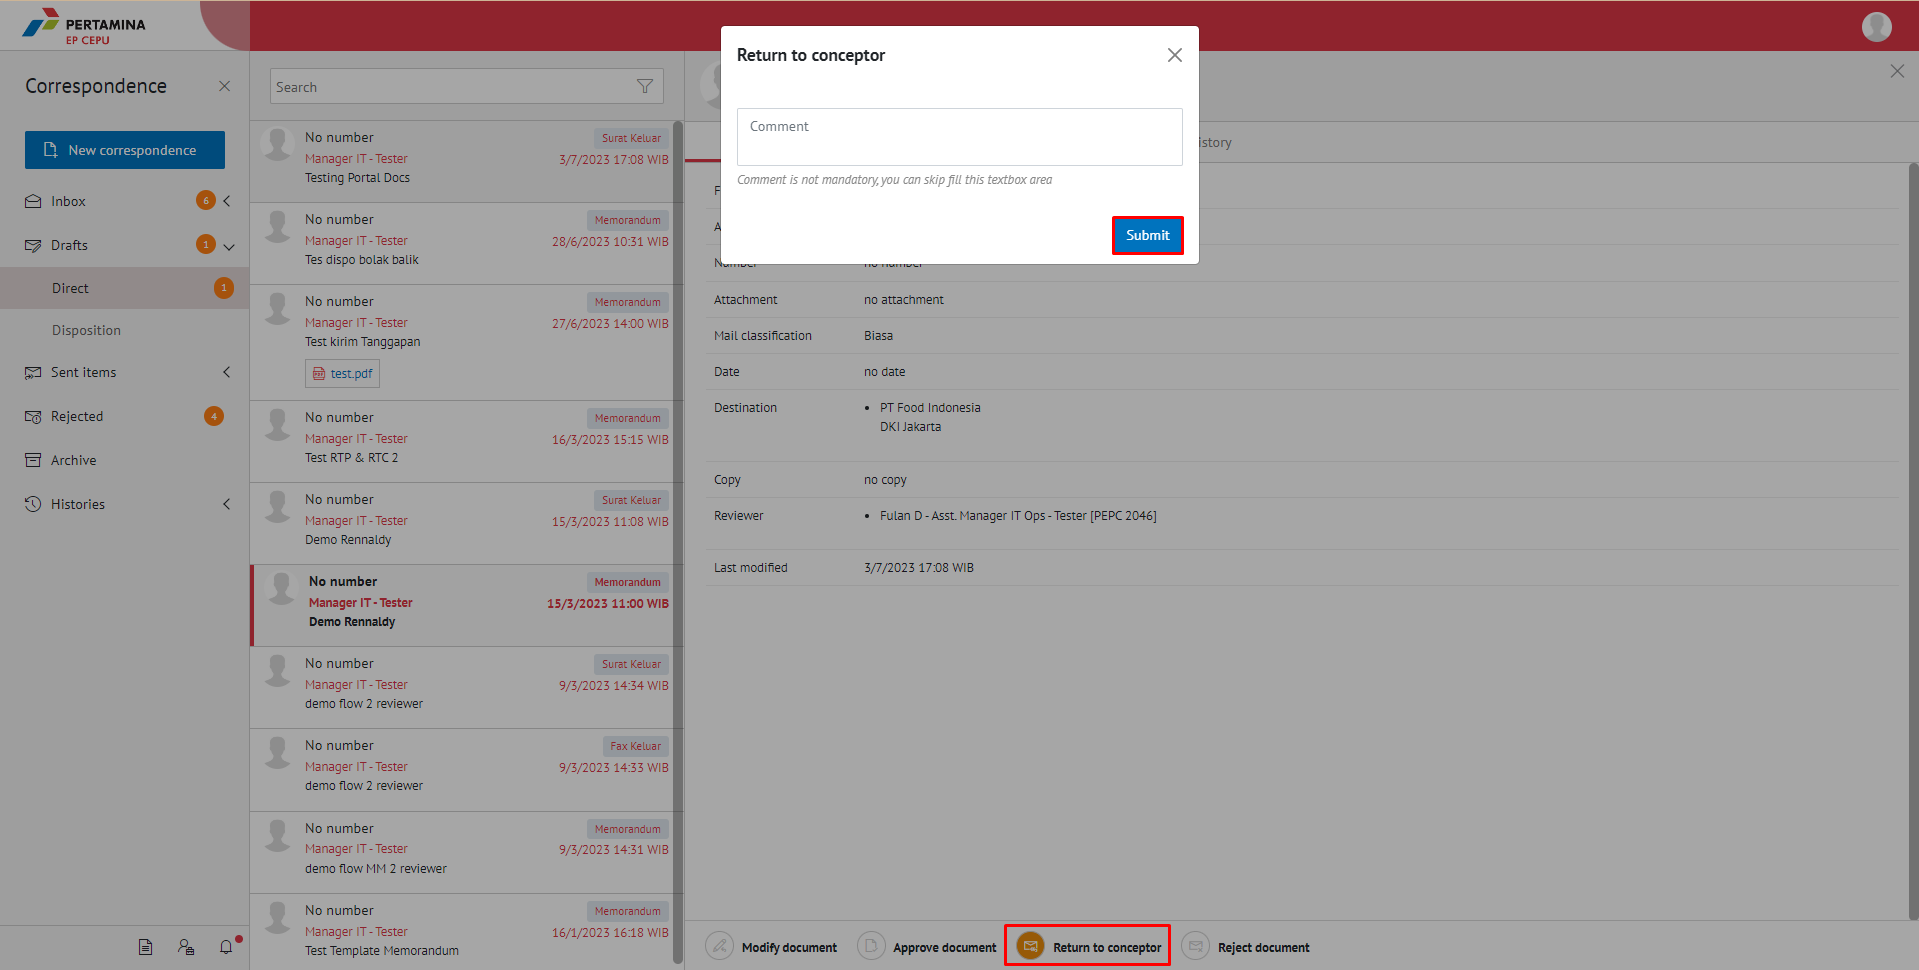 PERTAMINA
EP CEPU
Correspondence
New correspondence
Inbox
6
Drafts
1
Direct
1
Disposition
Sent items
Rejected
4
Archive
Histories
Search
No number
Surat Keluar
Manager IT - Tester
3/7/2023 17:08 WIB
Testing Portal Docs
No number
Memorandum
Manager IT - Tester
28/6/2023 10:31 WIB
Tes dispo bolak balik
No number
Memorandum
Manager IT - Tester
27/6/2023 14:00 WIB
Test kirim Tanggapan
test.pdf
No number
Memorandum
Manager IT - Tester
16/3/2023 15:15 WIB
Test RTP & RTC 2
No number
Surat Keluar
Manager IT - Tester
15/3/2023 11:08 WIB
Demo Rennaldy
No number
Memorandum
Manager IT - Tester
15/3/2023 11:00 WIB
Demo Rennaldy
No number
Surat Keluar
Manager IT - Tester
9/3/2023 14:34 WIB
demo flow 2 reviewer
No number
Fax Keluar
Manager IT - Tester
9/3/2023 14:33 WIB
demo flow 2 reviewer
No number
Memorandum
Manager IT - Tester
9/3/2023 14:31 WIB
demo flow MM 2 reviewer
No number
Memorandum
Manager IT - Tester
16/1/2023 16:18 WIB
Test Template Memorandum
Return to conceptor
Comment
Comment is not mandatory, you can skip fill this textbox area
Submit
istory
F
A
Number
no number
Attachment
no attachment
Mail classification
Biasa
Date
no date
Destination
• PT Food Indonesia
DKI Jakarta
Copy
no copy
Reviewer
• Fulan D - Asst. Manager IT Ops - Tester [PEPC 2046]
Last modified
3/7/2023 17:08 WIB
Modify document
Approve document
Return to conceptor
Reject document